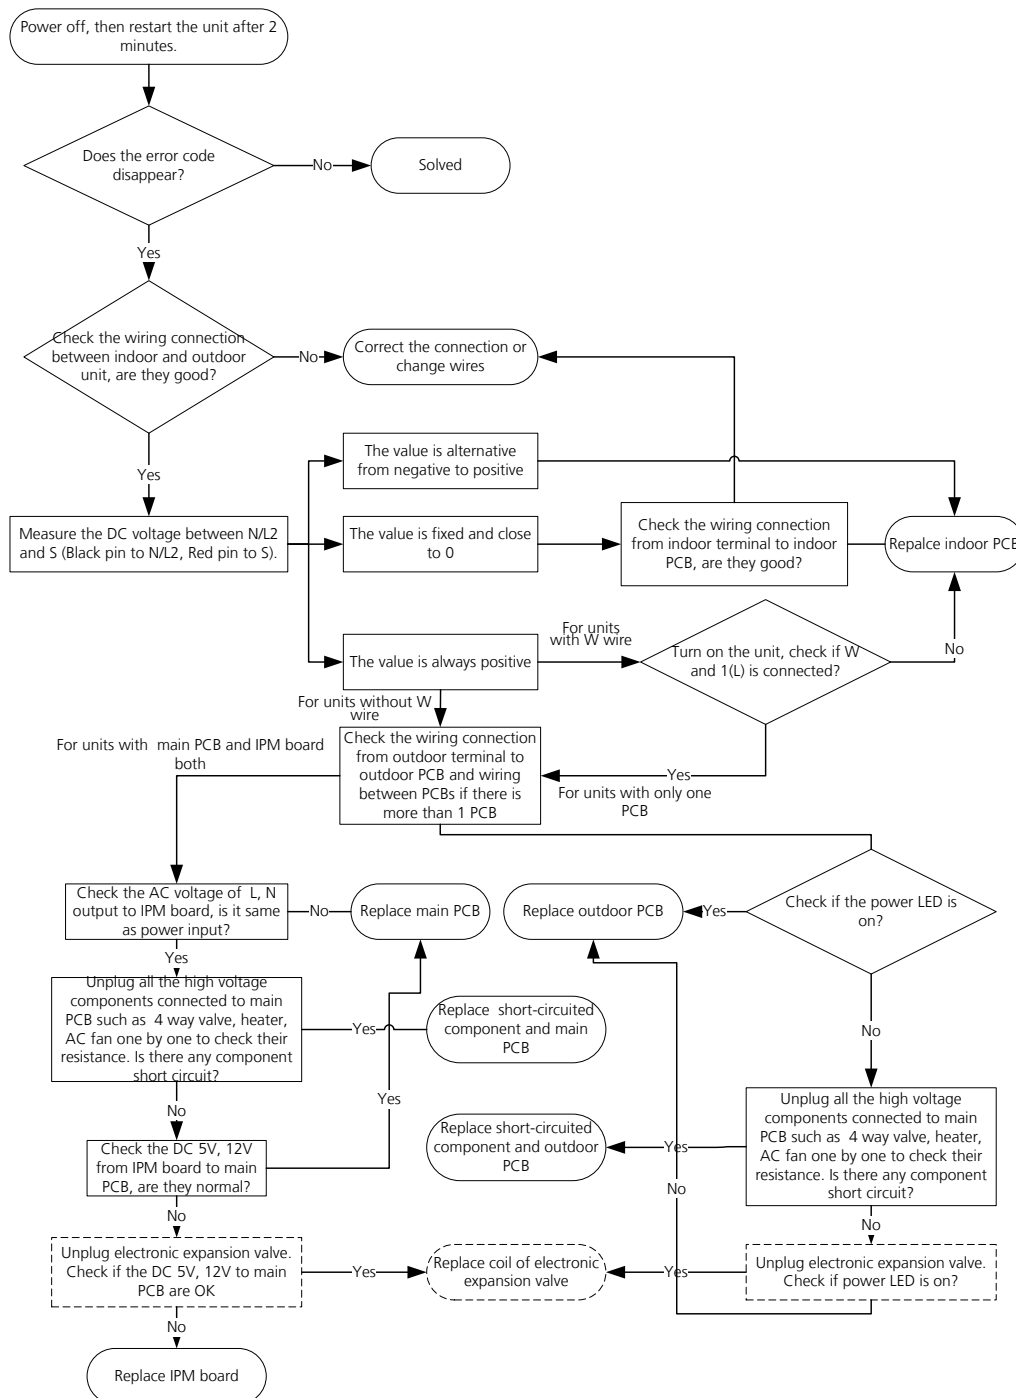 Power off, then restart the unit after 2
minutes.
Does the error code
disappear?
No
Solved
Yes
Check the wiring connection
between indoor and outdoor
unit, are they good?
No
Correct the connection or
change wires
Yes
The value is alternative
from negative to positive
Measure the DC voltage between N/L2
and S (Black pin to N/L2, Red pin to S).
The value is fixed and close
to 0
Check the wiring connection
from indoor terminal to indoor
PCB, are they good?
Repalce indoor PCB
The value is always positive
For units
with W wire
Turn on the unit, check if W
and 1(L) is connected?
No
For units without W
wire
For units with  main PCB and IPM board
both
Check the wiring connection
from outdoor terminal to
outdoor PCB and wiring
between PCBs if there is
more than 1 PCB
Yes
For units with only one
PCB
Check the AC voltage of  L, N
output to IPM board, is it same
as power input?
No
Replace main PCB
Replace outdoor PCB
Yes
Check if the power LED is
on?
Yes
Unplug all the high voltage
components connected to main
PCB such as  4 way valve, heater,
AC fan one by one to check their
resistance. Is there any component
short circuit?
Yes
Replace  short-circuited
component and main
PCB
No
Yes
No
Check the DC 5V, 12V
from IPM board to main
PCB, are they normal?
Replace short-circuited
component and outdoor
PCB
Yes
Unplug all the high voltage
components connected to main
PCB such as  4 way valve, heater,
AC fan one by one to check their
resistance. Is there any component
short circuit?
No
No
No
Unplug electronic expansion valve.
Check if the DC 5V, 12V to main
PCB are OK
Yes
Replace coil of electronic
expansion valve
Yes
Unplug electronic expansion valve.
Check if power LED is on?
No
Replace IPM board